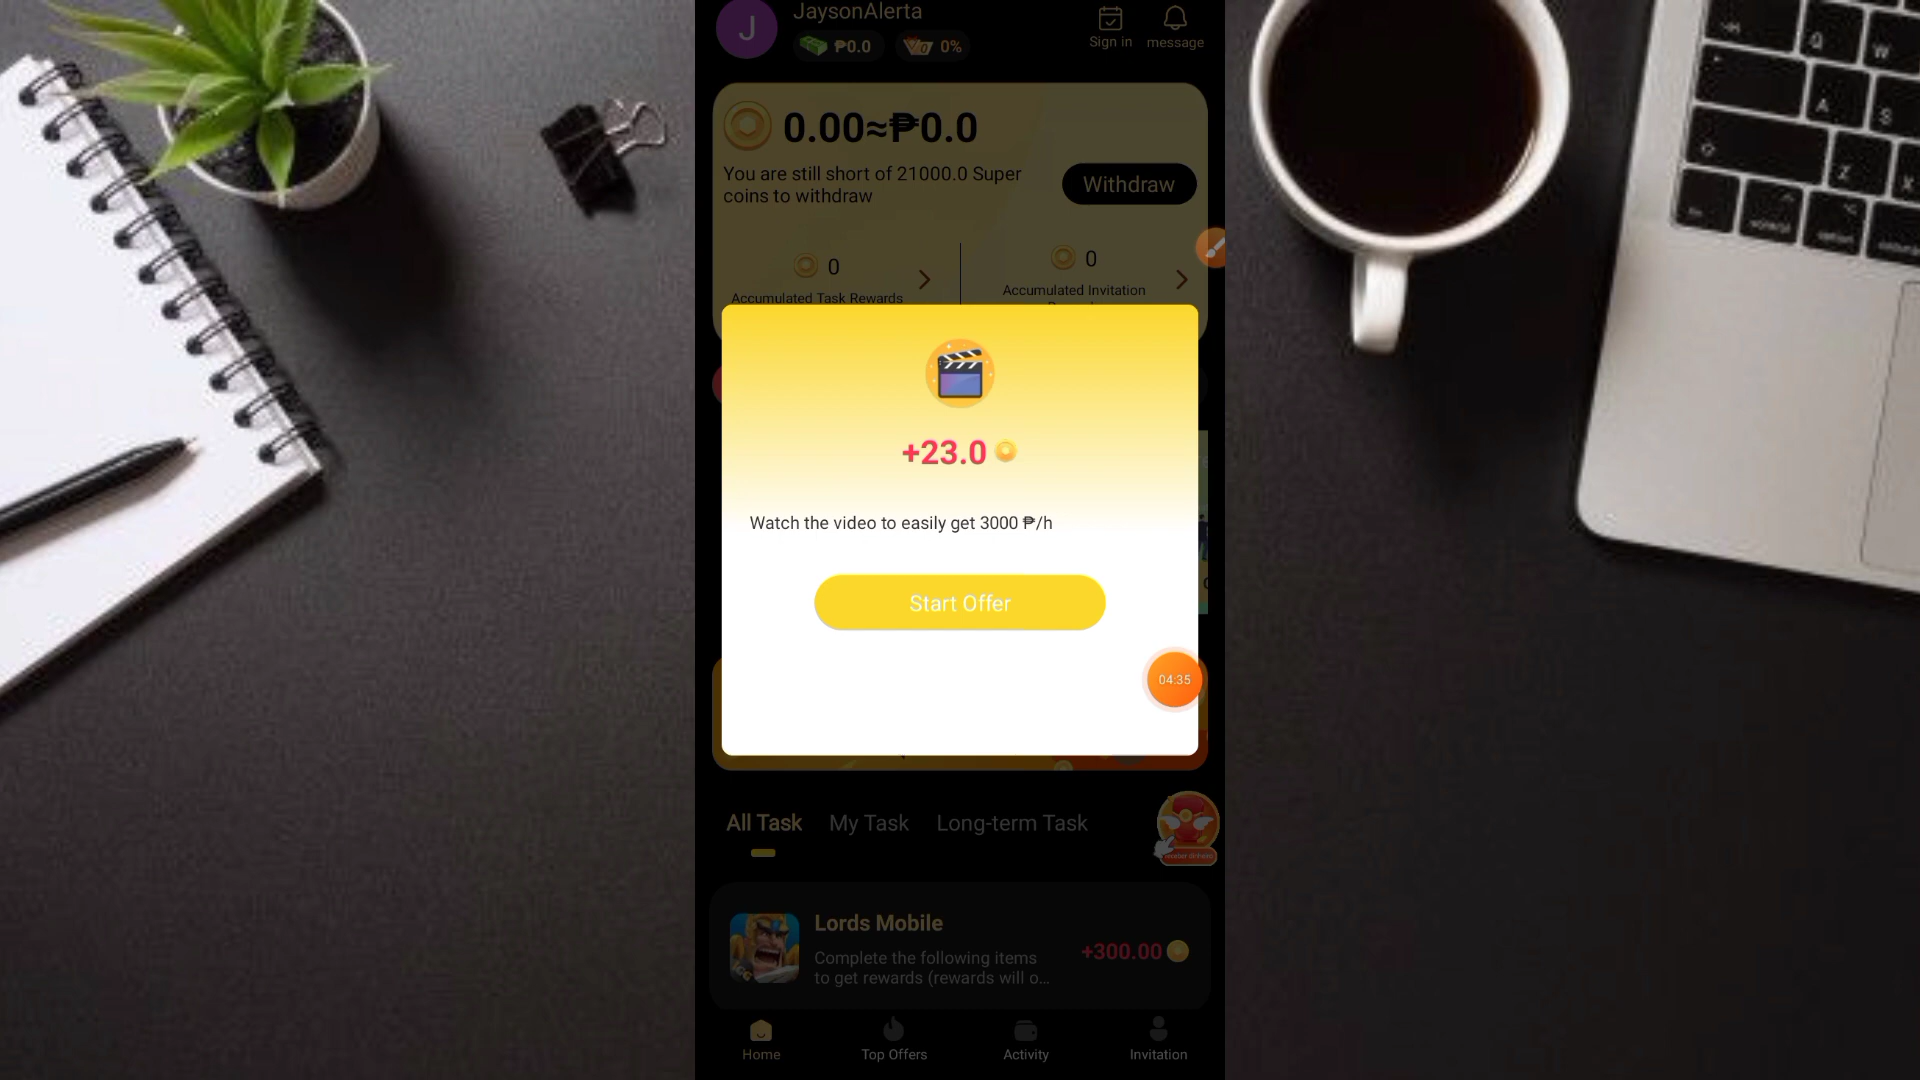 J
JaysonAlerta
₱0.0
0%
Sign in
message
0.00≈₱0.0
You are still short of 21000.0 Super
coins to withdraw
Withdraw
0
Accumulated Task Rewards
0
Accumulated Invitation
+23.0
Watch the video to easily get 3000 ₱/h
Start Offer
04:35
All Task
My Task
Long-term Task
Lords Mobile
Complete the following items
to get rewards (rewards will o...
+300.00
IGG
Home
Top Offers
Activity
Invitation
Q
W
A
S
Z
X